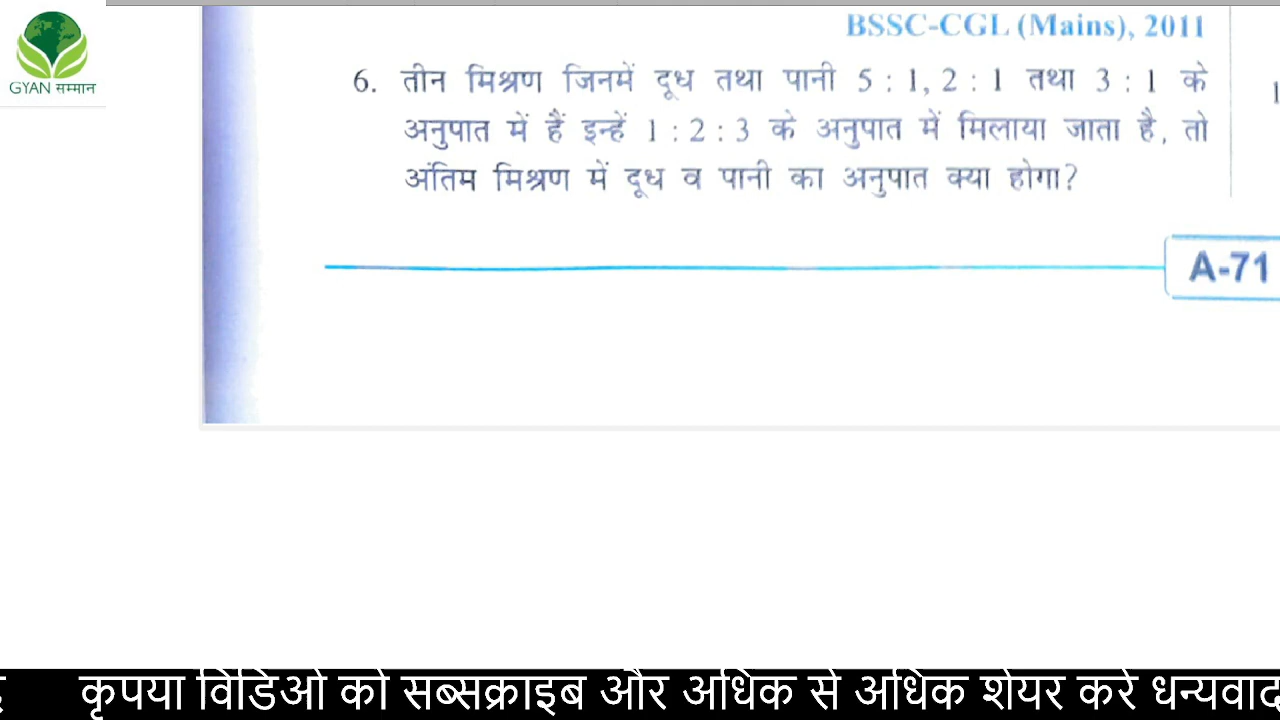 GYAN सम्मान
BSSC-CGL (Mains), 2011
6. तीन मिश्रण जिनमें दूध तथा पानी 5 : 1, 2 : 1 तथा 3 : 1 के
अनुपात में हैं इन्हें 1 : 2 : 3 के अनुपात में मिलाया जाता है, तो
अंतिम मिश्रण में दूध व पानी का अनुपात क्या होगा?
A-71
कृपया विडिओ को सब्सक्राइब और अधिक से अधिक शेयर करे धन्यवाद